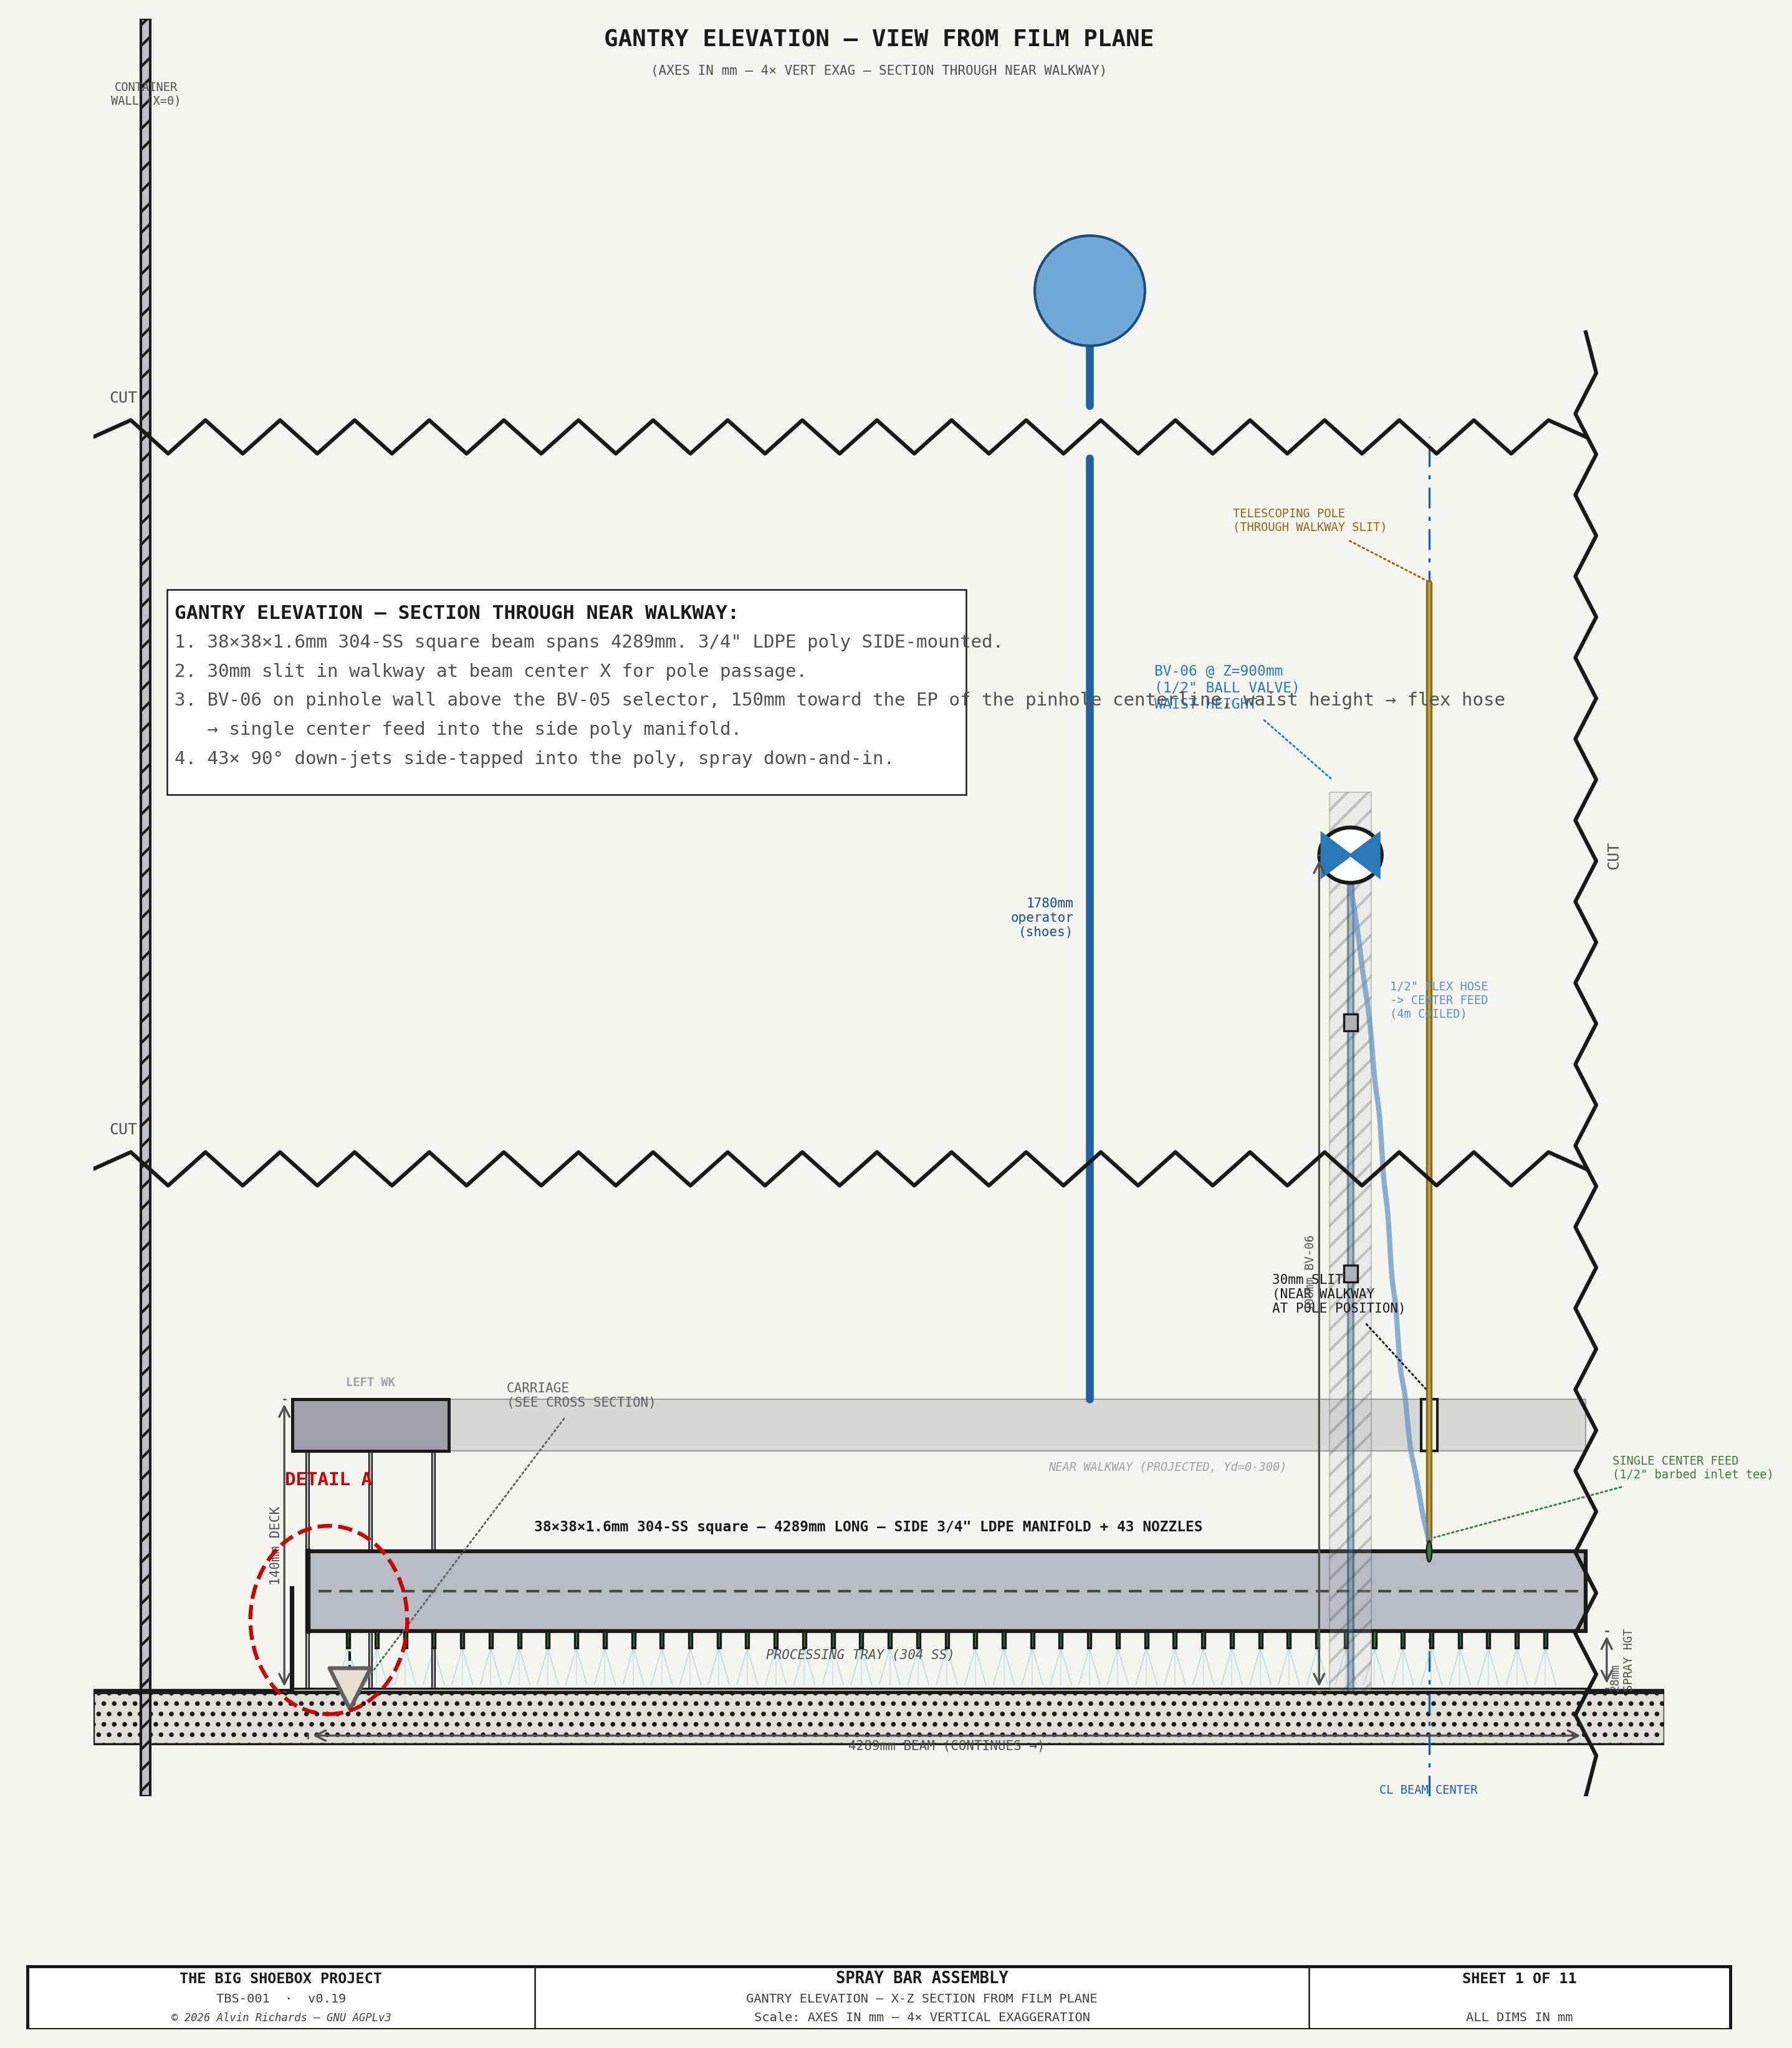 GANTRY ELEVATION — VIEW FROM FILM PLANE
(AXES IN mm — 4× VERT EXAG — SECTION THROUGH NEAR WALKWAY)
CONTAINER
WALL (X=0)
CUT
TELESCOPING POLE
(THROUGH WALKWAY SLIT)
GANTRY ELEVATION — SECTION THROUGH NEAR WALKWAY:
1. 38×38×1.6mm 304-SS square beam spans 4289mm. 3/4" LDPE poly SIDE-mounted.
2. 30mm slit in walkway at beam center X for pole passage.
3. BV-06 on pinhole wall above the BV-05 selector, 150mm toward the EP of the pinhole centerline, waist height → flex hose
→ single center feed into the side poly manifold.
4. 43× 90° down-jets side-tapped into the poly, spray down-and-in.
BV-06 @ Z=900mm
(1/2" BALL VALVE)
WAIST HEIGHT
CUT
1780mm
operator
(shoes)
1/2" FLEX HOSE
-> CENTER FEED
(4m COILED)
CUT
BV-06
30mm SLIT
(NEAR WALKWAY
AT POLE POSITION)
LEFT WK
CARRIAGE
(SEE CROSS SECTION)
NEAR WALKWAY (PROJECTED, Yd=0-300)
SINGLE CENTER FEED
(1/2" barbed inlet tee)
DETAIL A
140mm DECK
38×38×1.6mm 304-SS square — 4289mm LONG — SIDE 3/4" LDPE MANIFOLD + 43 NOZZLES
PROCESSING TRAY (304 SS)
SPRAY HGT
4289mm BEAM (CONTINUES →)
CL BEAM CENTER
THE BIG SHOEBOX PROJECT
TBS-001 · v0.19
© 2026 Alvin Richards — GNU AGPLv3
SPRAY BAR ASSEMBLY
GANTRY ELEVATION — X-Z SECTION FROM FILM PLANE
Scale: AXES IN mm — 4× VERTICAL EXAGGERATION
SHEET 1 OF 11
ALL DIMS IN mm